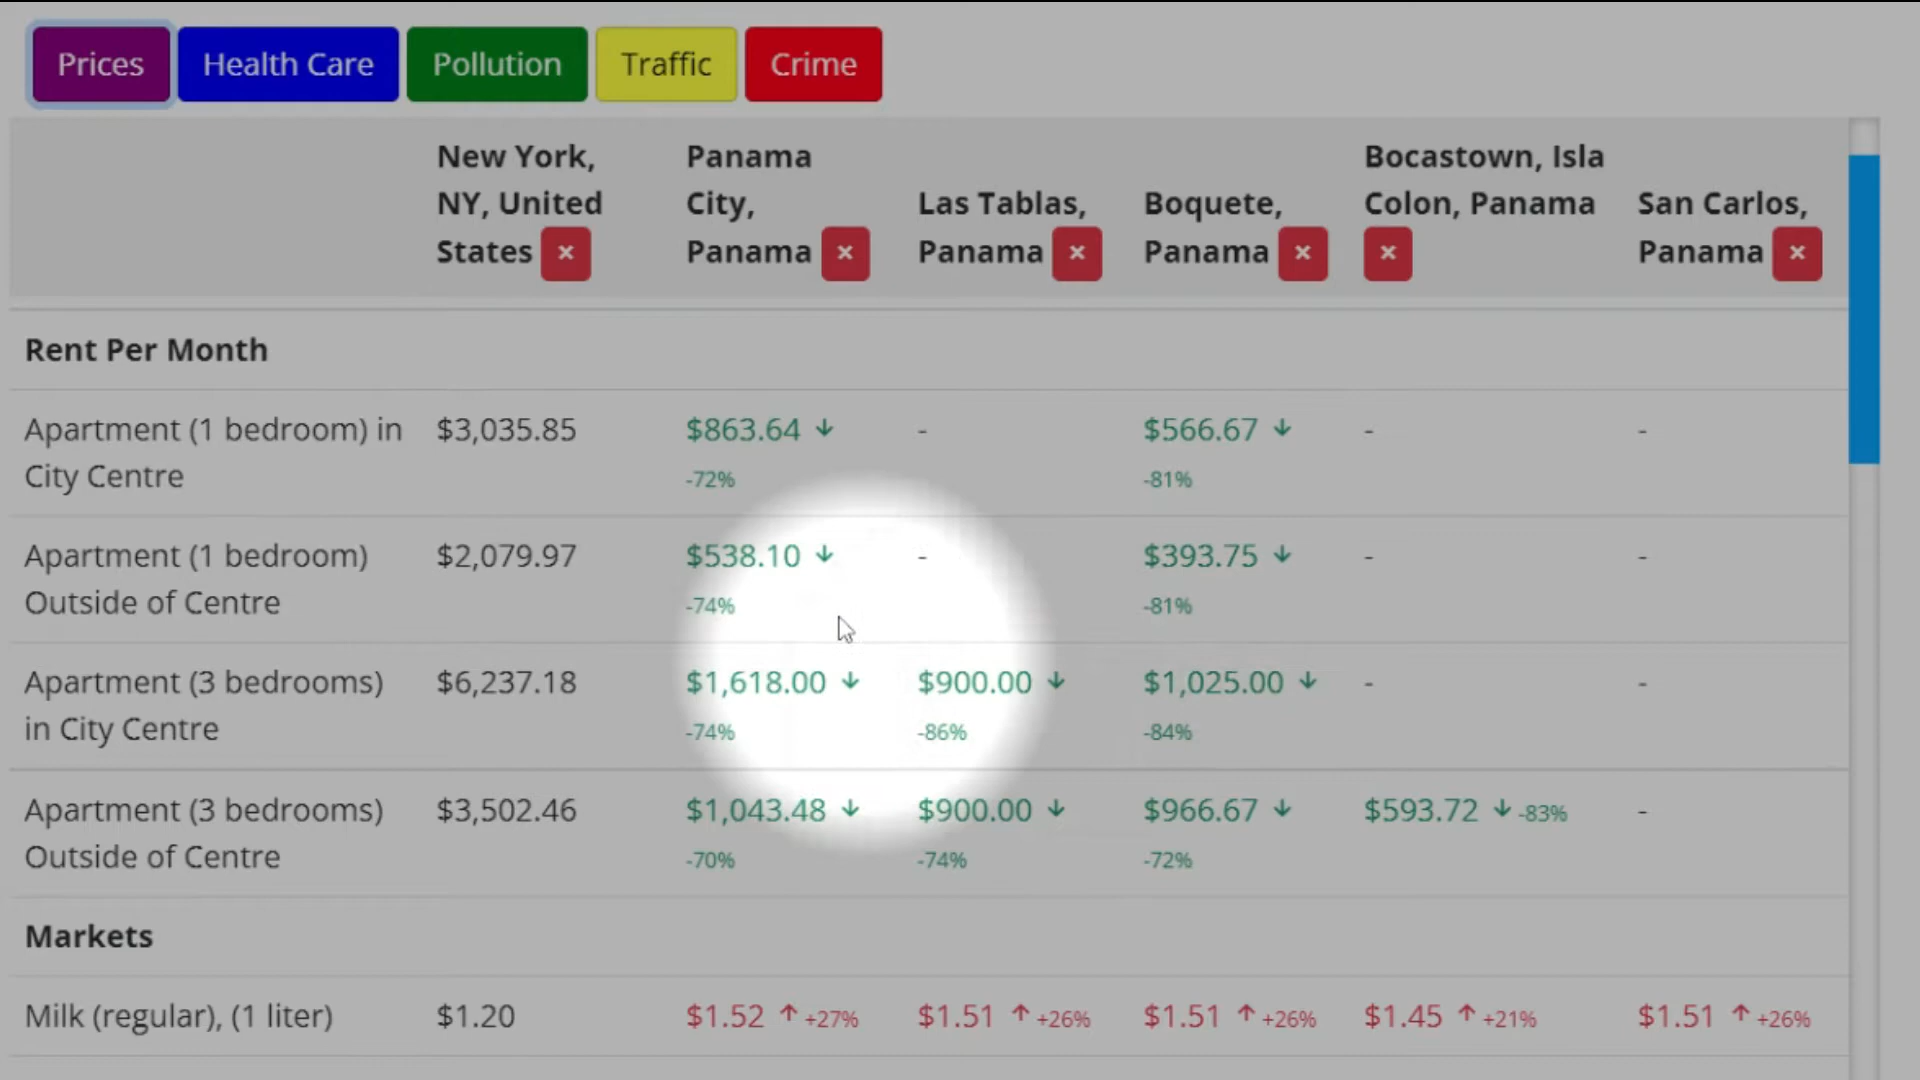 Prices Health Care Pollution Traffic Crime
New York, NY, United States × Panama City, Panama × Las Tablas, Panama × Boquete, Panama × Bocastown, Isla Colon, Panama × San Carlos, Panama ×
Rent Per Month
Apartment (1 bedroom) in City Centre $3,035.85 $863.64 ↓ -72% - $566.67 ↓ -81% - -
Apartment (1 bedroom) Outside of Centre $2,079.97 $538.10 ↓ -74% - $393.75 ↓ -81% - -
Apartment (3 bedrooms) in City Centre $6,237.18 $1,618.00 ↓ -74% $900.00 ↓ -86% $1,025.00 ↓ -84% - -
Apartment (3 bedrooms) Outside of Centre $3,502.46 $1,043.48 ↓ -70% $900.00 ↓ -74% $966.67 ↓ -72% $593.72 ↓ -83% -
Markets
Milk (regular), (1 liter) $1.20 $1.52 ↑ +27% $1.51 ↑ +26% $1.51 ↑ +26% $1.45 ↑ +21% $1.51 ↑ +26%